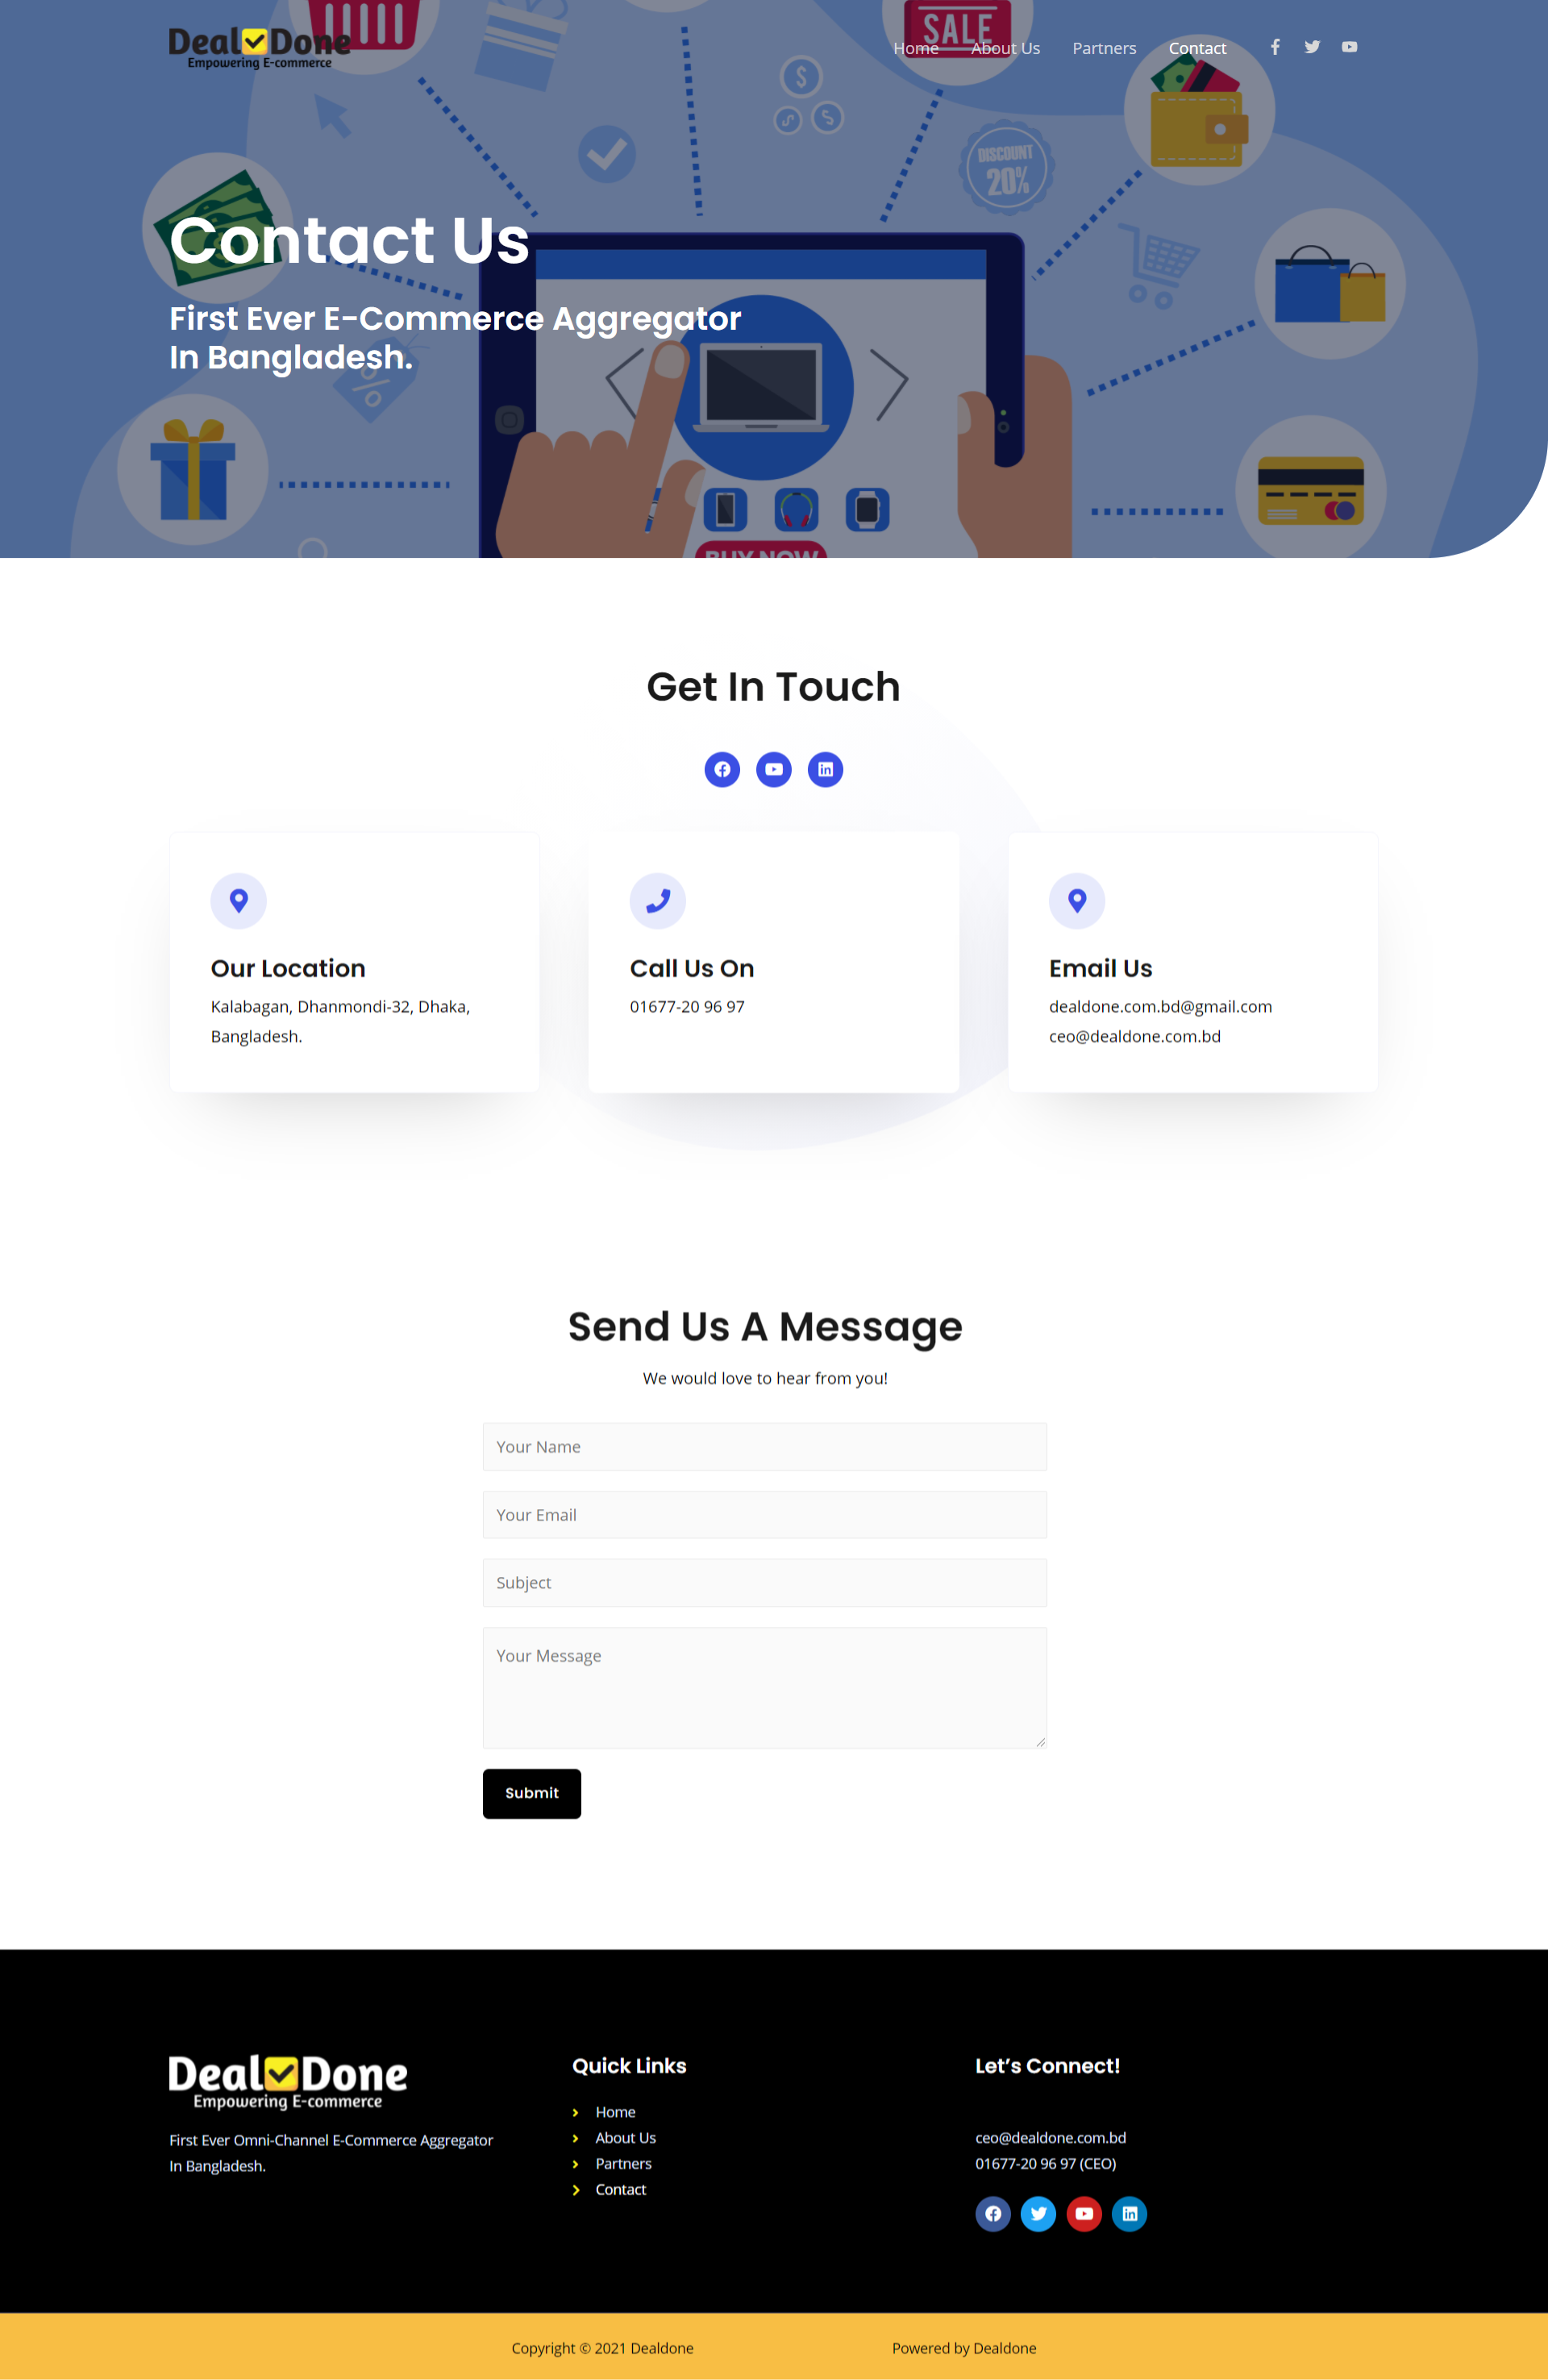 Deal Done
Empowering E-commerce
Home
About Us
Partners
Contact
SALE
DISCOUNT
20%
Contact Us
First Ever E-Commerce Aggregator
In Bangladesh.
BUY NOW
Get In Touch
Our Location
Kalabagan, Dhanmondi-32, Dhaka,
Bangladesh.
Call Us On
01677-20 96 97
Email Us
dealdone.com.bd@gmail.com
ceo@dealdone.com.bd
Send Us A Message
We would love to hear from you!
Your Name
Your Email
Subject
Your Message
Submit
Deal Done
Empowering E-commerce
First Ever Omni-Channel E-Commerce Aggregator
In Bangladesh.
Quick Links
Home
About Us
Partners
Contact
Let’s Connect!
ceo@dealdone.com.bd
01677-20 96 97 (CEO)
Copyright © 2021 Dealdone
Powered by Dealdone